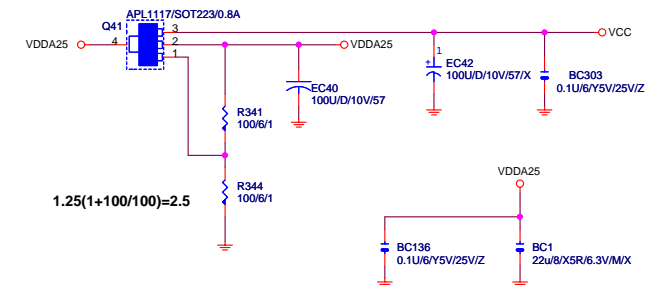 APL1117/SOT223/0.8A
Q41
3
VCC
VDDA25
4
2
VDDA25
1
1
+
EC42
100U/D/10V/57/X
BC303
0.1U/6/Y5V/25V/Z
EC40
100U/D/10V/57
R341
100/6/1
R344
100/6/1
1.25(1+100/100)=2.5
VDDA25
BC136
0.1U/6/Y5V/25V/Z
BC1
22u/8/X5R/6.3V/M/X